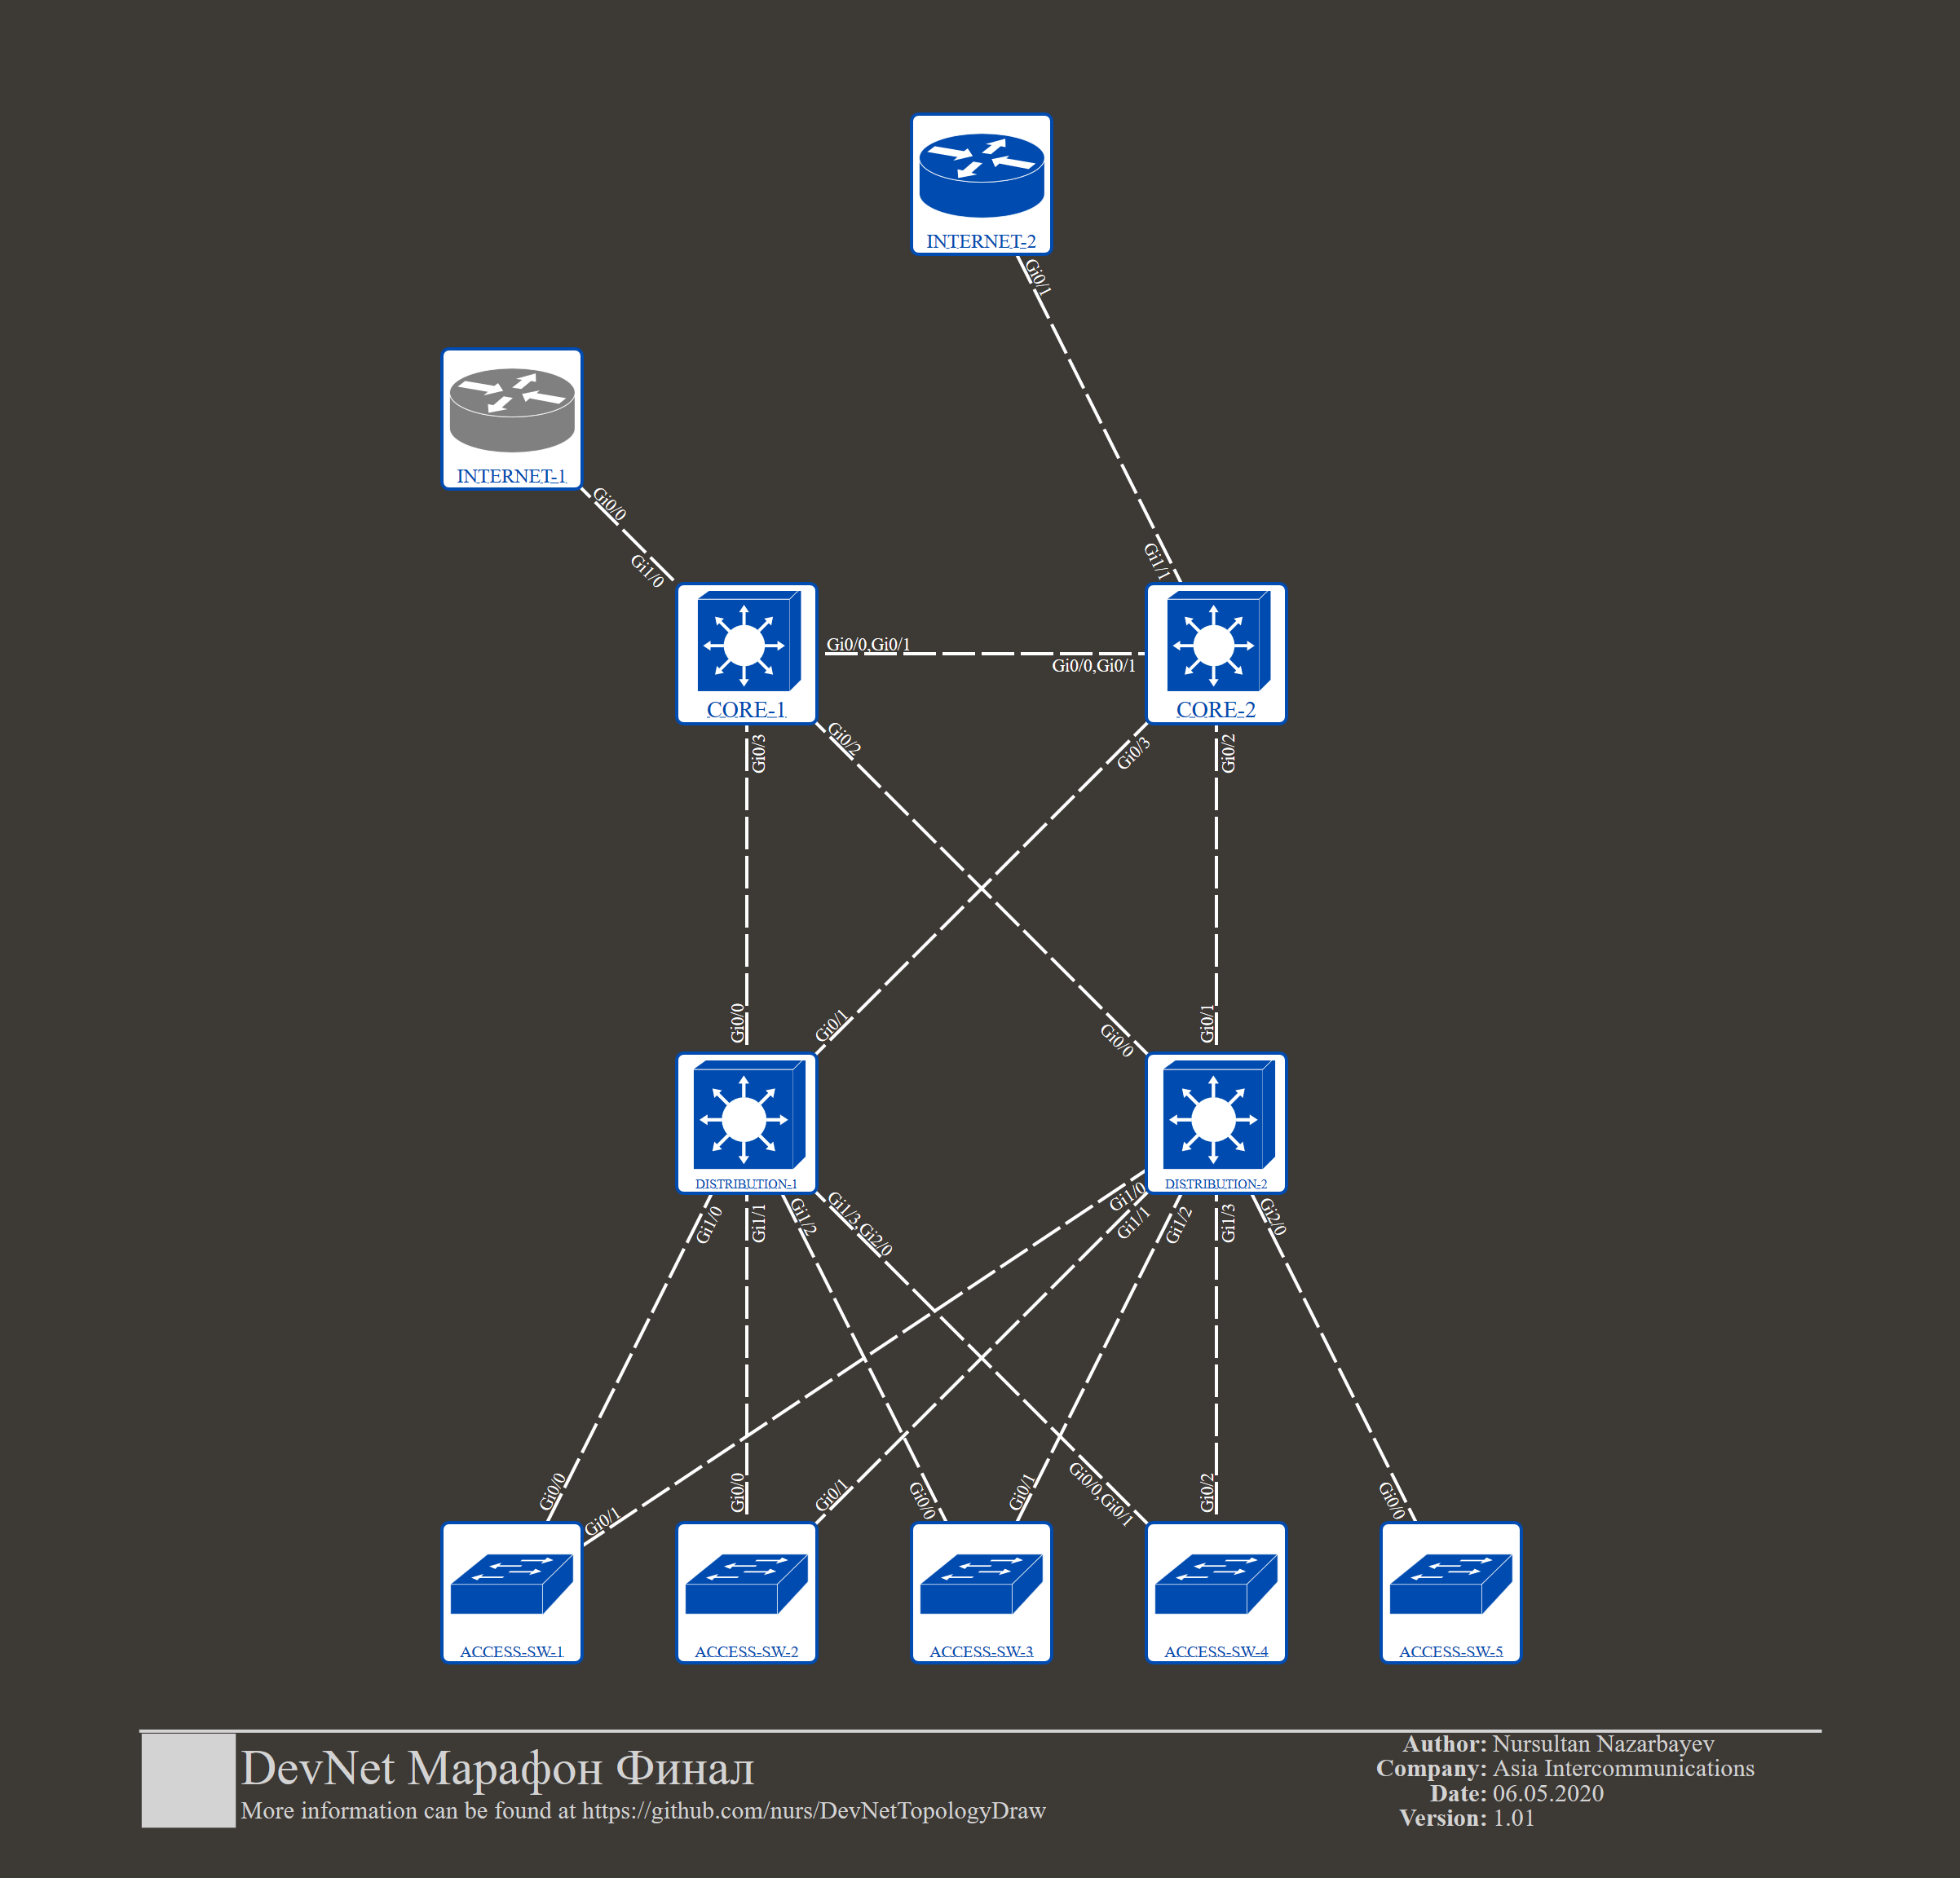 INTERNET-2
Gi0/1
INTERNET-1
Gi0/0
Gi1/0
Gi1/1
Gi0/0,Gi0/1
Gi0/0,Gi0/1
CORE-1
CORE-2
Gi0/3
Gi0/2
Gi0/3
Gi0/2
Gi0/0
Gi0/1
Gi0/0
Gi0/1
DISTRIBUTION-1
DISTRIBUTION-2
Gi1/0
Gi1/1
Gi1/2
Gi1/3,Gi2/0
Gi1/0
Gi1/1
Gi1/2
Gi1/3
Gi2/0
Gi0/0
Gi0/1
Gi0/0
Gi0/1
Gi0/0
Gi0/1
Gi0/0,Gi0/1
Gi0/2
Gi0/0
ACCESS-SW-1
ACCESS-SW-2
ACCESS-SW-3
ACCESS-SW-4
ACCESS-SW-5
DevNet Марафон Финал
More information can be found at https://github.com/nurs/DevNetTopologyDraw
Author: Nursultan Nazarbayev
Company: Asia Intercommunications
Date: 06.05.2020
Version: 1.01